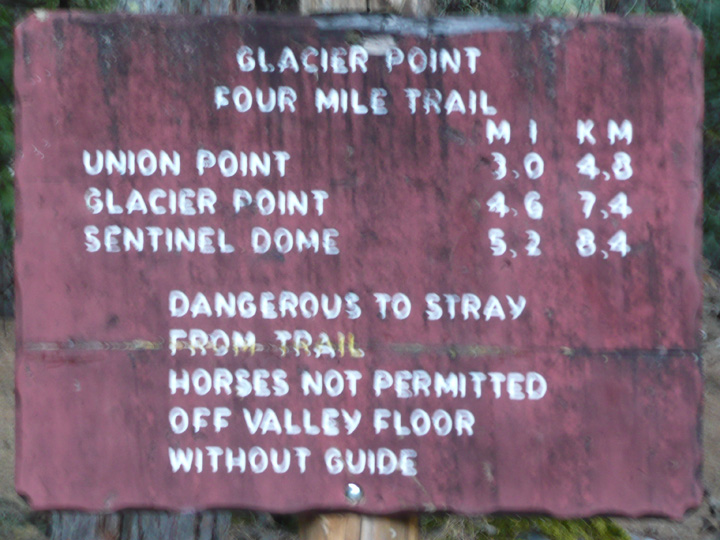 GLACIER POINT
FOUR MILE TRAIL
MI KM
UNION POINT 3.0 4.8
GLACIER POINT 4.6 7.4
SENTINEL DOME 5.2 8.4
DANGEROUS TO STRAY
FROM TRAIL
HORSES NOT PERMITTED
OFF VALLEY FLOOR
WITHOUT GUIDE